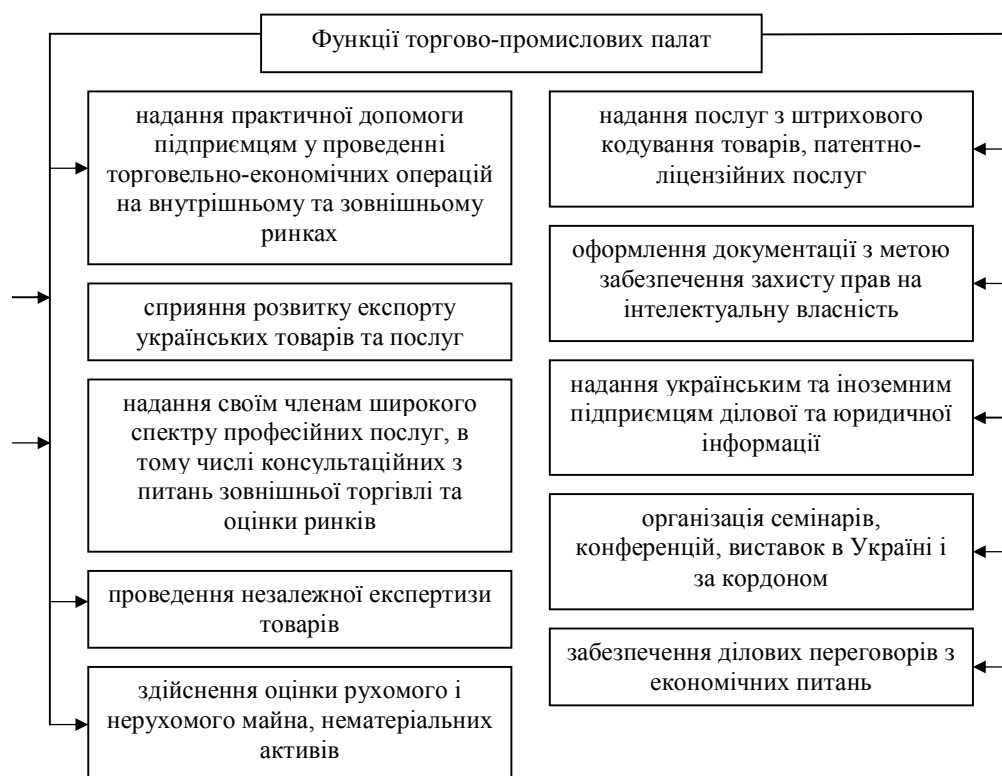 Функції торгово-промислових палат
надання практичної допомоги
підприємцям у проведенні
торговельно-економічних операцій
на внутрішньому та зовнішньому
ринках
сприяння розвитку експорту
українських товарів та послуг
надання своїм членам широкого
спектру професійних послуг, в
тому числі консультаційних з
питань зовнішньої торгівлі та
оцінки ринків
проведення незалежної експертизи
товарів
здійснення оцінки рухомого і
нерухомого майна, нематеріальних
активів
надання послуг з штрихового
кодування товарів, патентно-
ліцензійних послуг
оформлення документації з метою
забезпечення захисту прав на
інтелектуальну власність
надання українським та іноземним
підприємцям ділової та юридичної
інформації
організація семінарів,
конференцій, виставок в Україні і
за кордоном
забезпечення ділових переговорів з
економічних питань